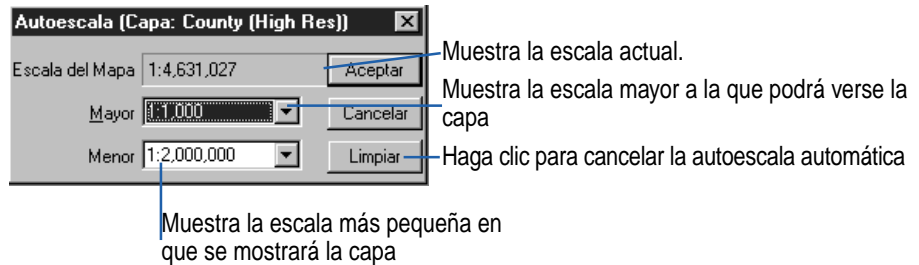 Autoescala (Capa: County (High Res))
Muestra la escala actual.
Escala del Mapa 1:4,631,027 Aceptar
Muestra la escala mayor a la que podrá verse la
capa
Mayor 1:1,000 Cancelar
Menor 1:2,000,000 Limpiar
Haga clic para cancelar la autoescala automática
Muestra la escala más pequeña en
que se mostrará la capa